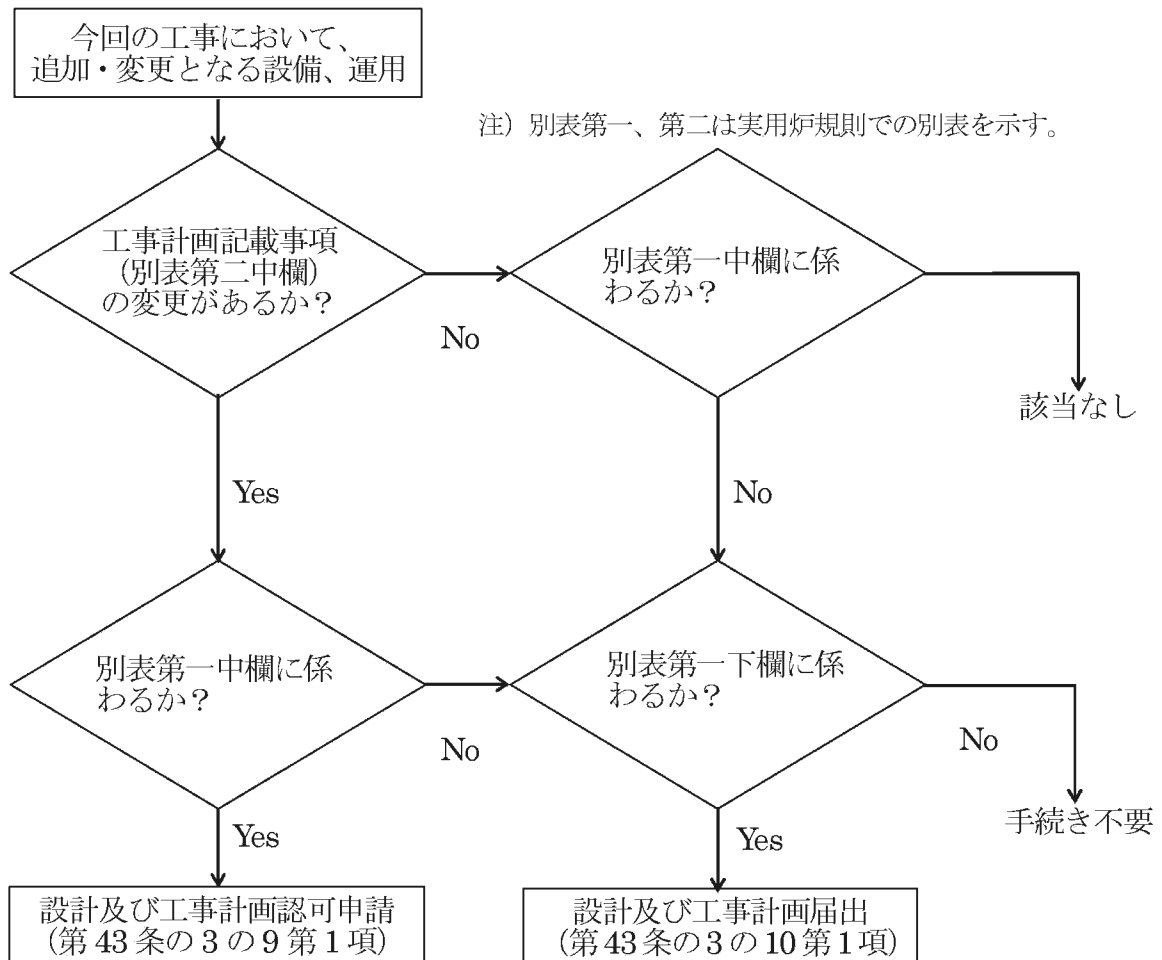 今回の工事において、
追加・変更となる設備、運用
注）別表第一、第二は実用炉規則での別表を示す。
工事計画記載事項
(別表第二中欄)
の変更があるか？
別表第一中欄に係
わるか？
No
該当なし
Yes
No
別表第一中欄に係
わるか？
別表第一下欄に係
わるか？
No
No
手続き不要
Yes
Yes
設計及び工事計画認可申請
(第 43 条の 3 の 9 第 1 項)
設計及び工事計画届出
(第 43 条の 3 の 10 第 1 項)